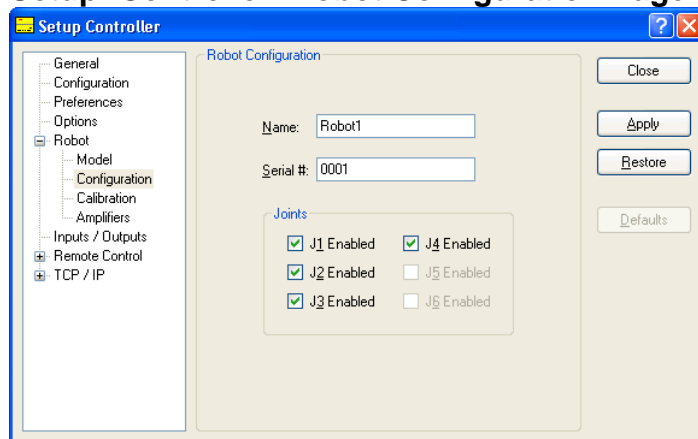 Setup Controller
General
Configuration
Preferences
Options
Robot
Model
Configuration
Calibration
Amplifiers
Inputs / Outputs
Remote Control
TCP / IP
Robot Configuration
Name: Robot1
Serial #: 0001
Joints
J1 Enabled J4 Enabled
J2 Enabled J5 Enabled
J3 Enabled J6 Enabled
Close
Apply
Restore
Defaults